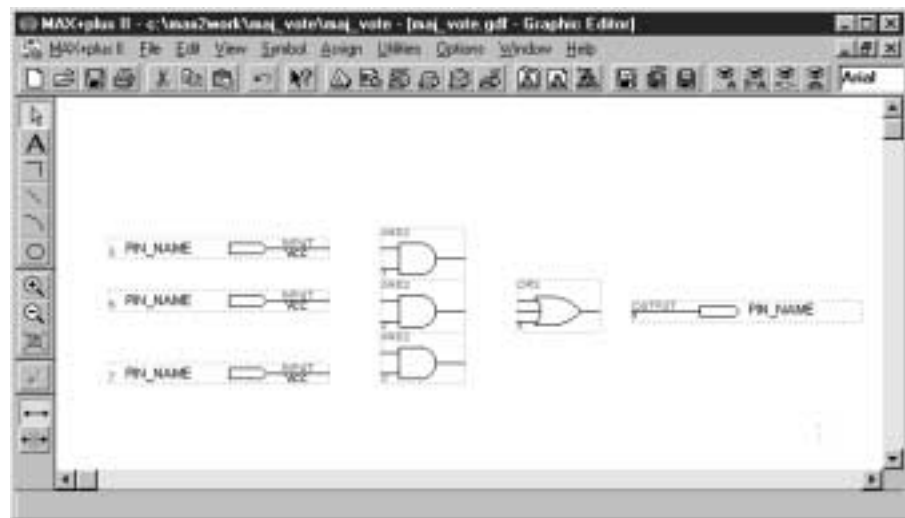 MAX+plus II - c:\max2work\maj_vote\maj_vote - [maj_vote.gdf - Graphic Editor]
MAX+plus II File Edit View Symbol Assign Utilities Options Window Help
Arial
A
PIN_NAME INPUT VCC
AND2
PIN_NAME INPUT VCC
AND2
OR3
OUTPUT PIN_NAME
AND2
PIN_NAME INPUT VCC